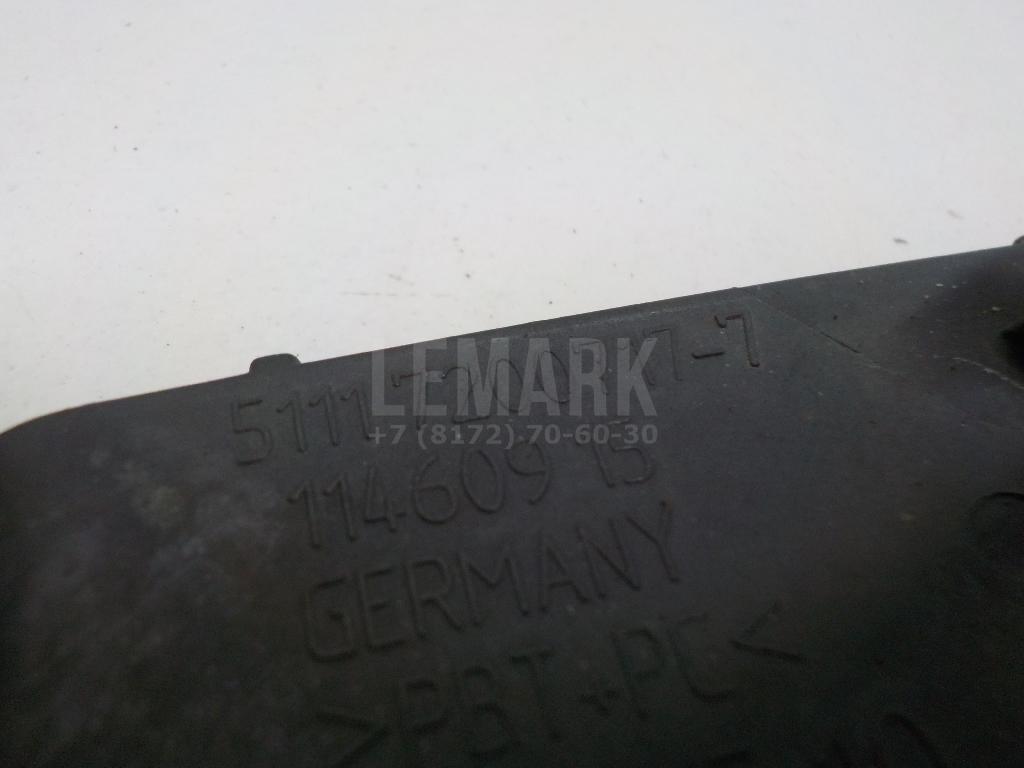 LEMARK
+7 (8172) 70-60-30
114609 15
GERMANY
>PBT+PC<